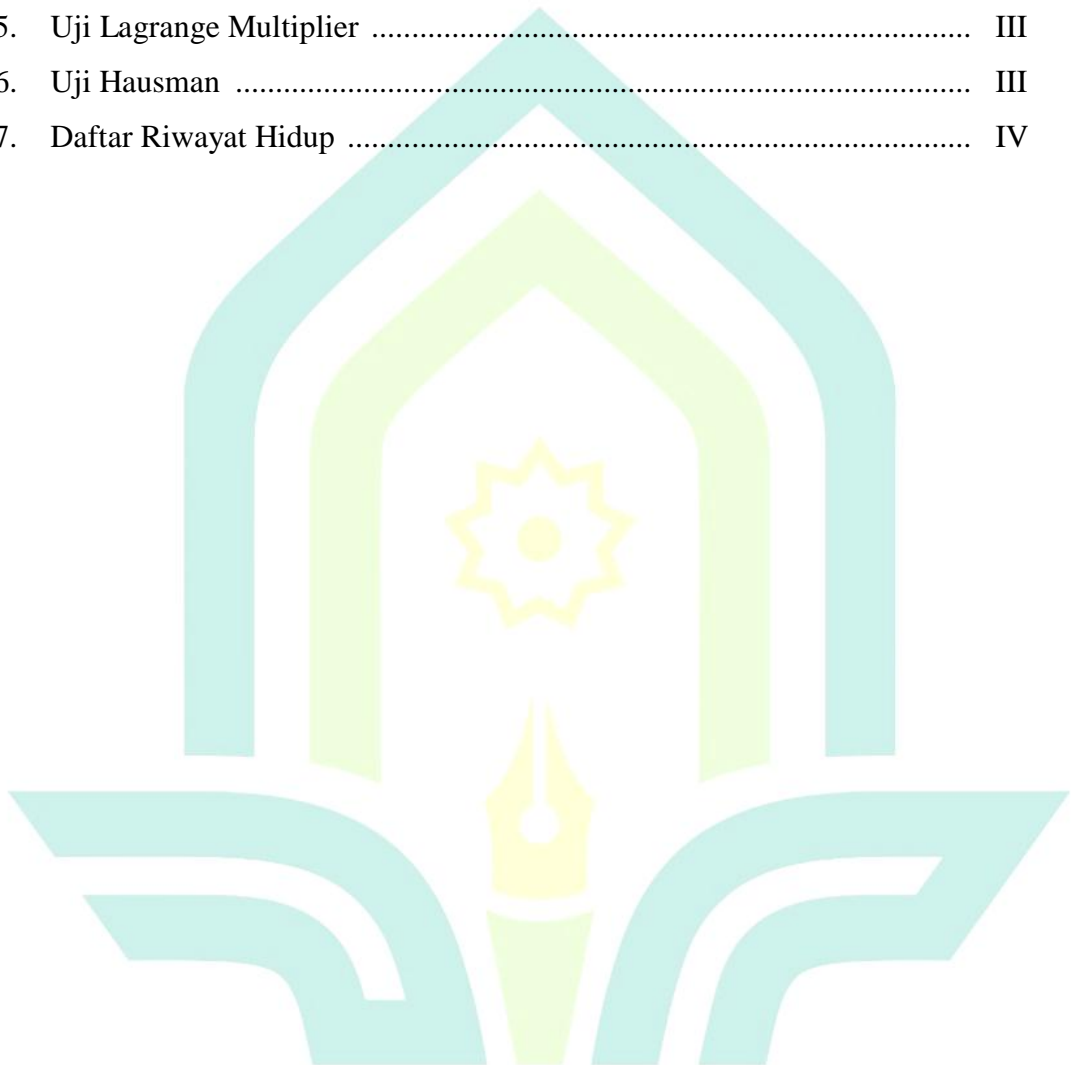 5. Uji Lagrange Multiplier .......................................................................... III
6. Uji Hausman ........................................................................................... III
7. Daftar Riwayat Hidup ............................................................................. IV